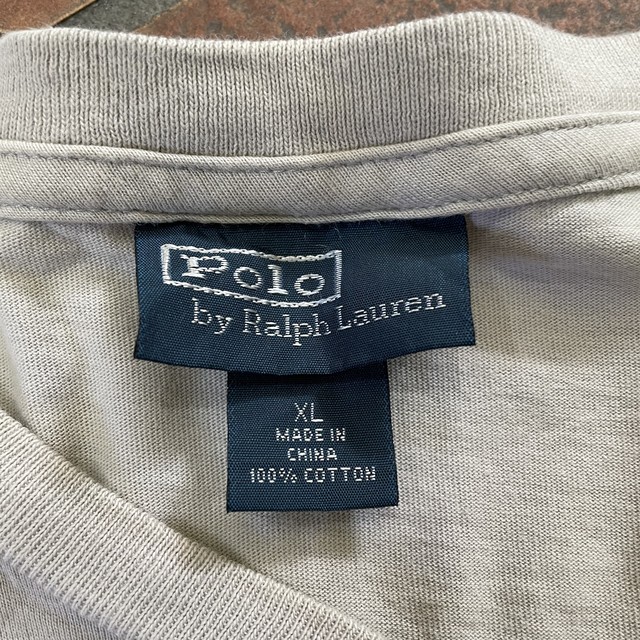 Polo
by Ralph Lauren
XL
MADE IN
CHINA
100% COTTON